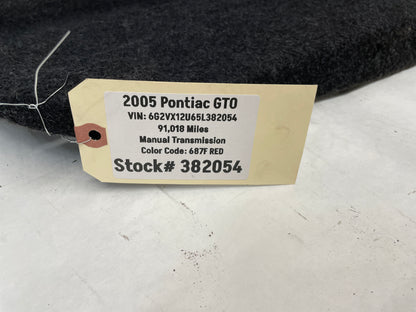 2005 Pontiac GTO
VIN: 6G2VX12U65L382054
91,018 Miles
Manual Transmission
Color Code: 687F RED
Stock# 382054